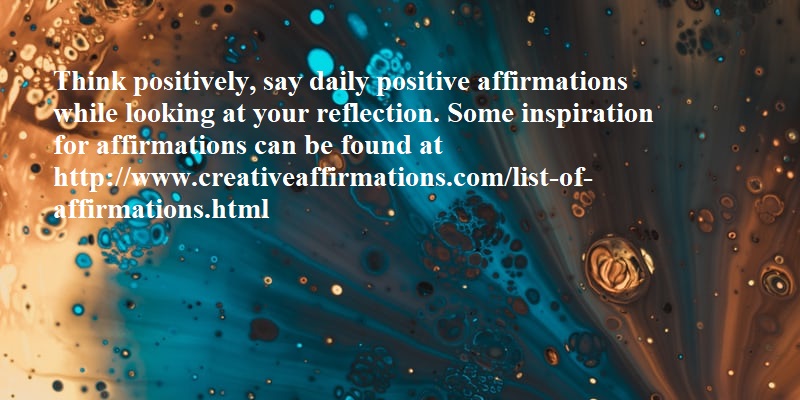 Think positively, say daily positive affirmations
while looking at your reflection. Some inspiration
for affirmations can be found at
http://www.creativeaffirmations.com/list-of-
affirmations.html